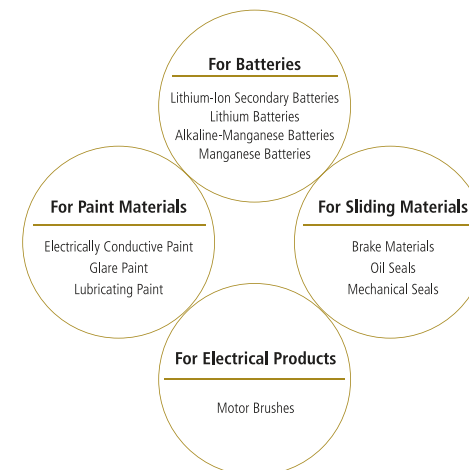 For Batteries
Lithium-Ion Secondary Batteries
Lithium Batteries
Alkaline-Manganese Batteries
Manganese Batteries
For Paint Materials
Electrically Conductive Paint
Glare Paint
Lubricating Paint
For Sliding Materials
Brake Materials
Oil Seals
Mechanical Seals
For Electrical Products
Motor Brushes